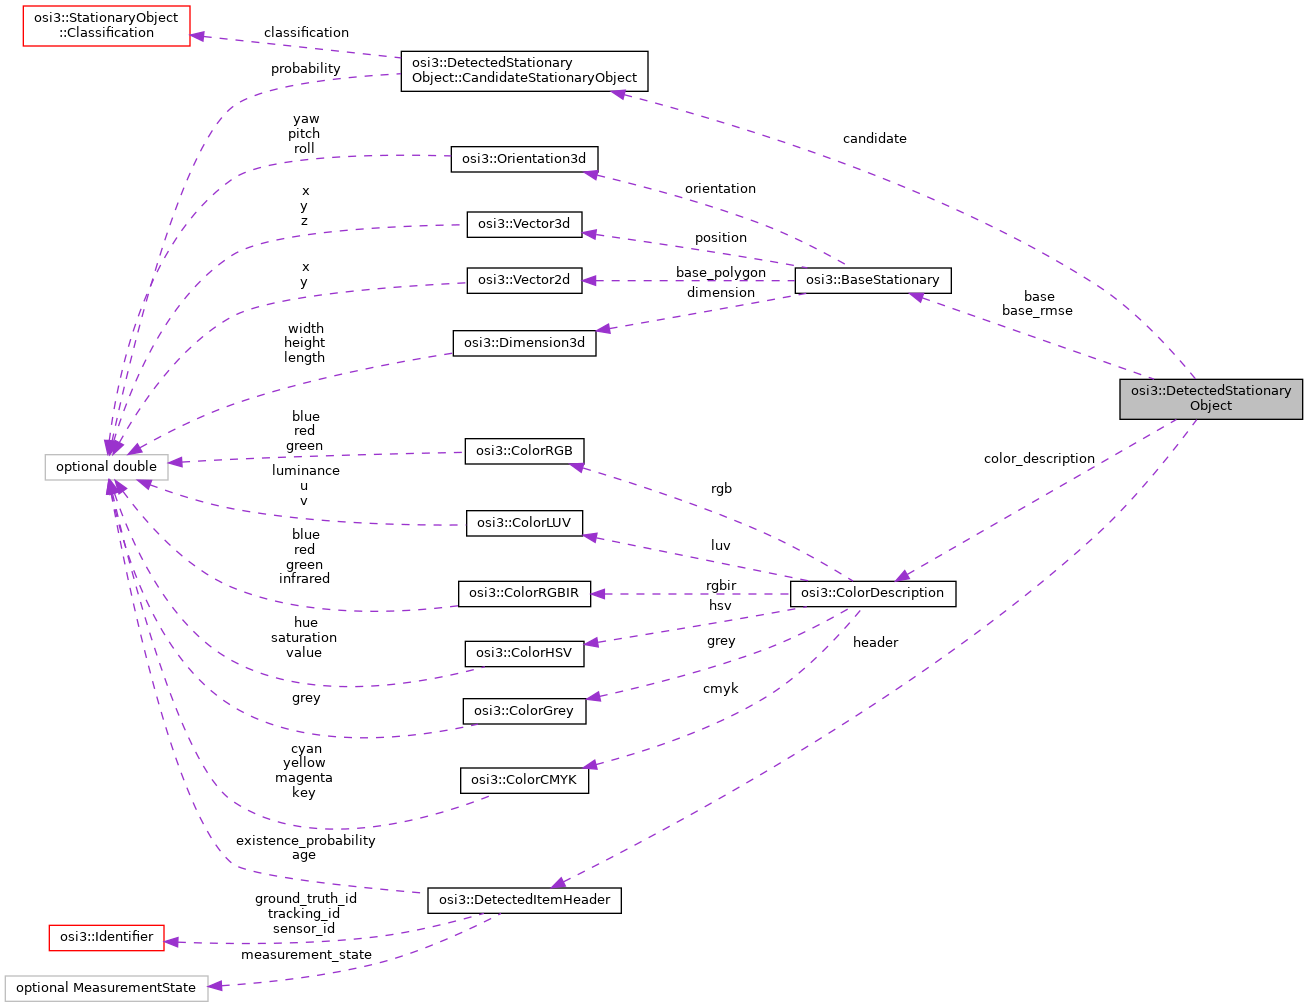 osi3::StationaryObject
::Classification
classification
osi3::DetectedStationary
Object::CandidateStationaryObject
probability
yaw
pitch
roll
candidate
osi3::Orientation3d
orientation
x
y
z
osi3::Vector3d
position
x
y
osi3::Vector2d
base_polygon
dimension
osi3::BaseStationary
base
base_rmse
width
height
length
osi3::Dimension3d
osi3::DetectedStationary
Object
blue
red
green
osi3::ColorRGB
optional double
color_description
luminance
u
v
rgb
osi3::ColorLUV
luv
blue
red
green
infrared
osi3::ColorRGBIR
rgbir
osi3::ColorDescription
hsv
hue
saturation
value
osi3::ColorHSV
grey
header
grey
osi3::ColorGrey
cmyk
cyan
yellow
magenta
key
osi3::ColorCMYK
existence_probability
age
osi3::DetectedItemHeader
ground_truth_id
tracking_id
sensor_id
osi3::Identifier
measurement_state
optional MeasurementState